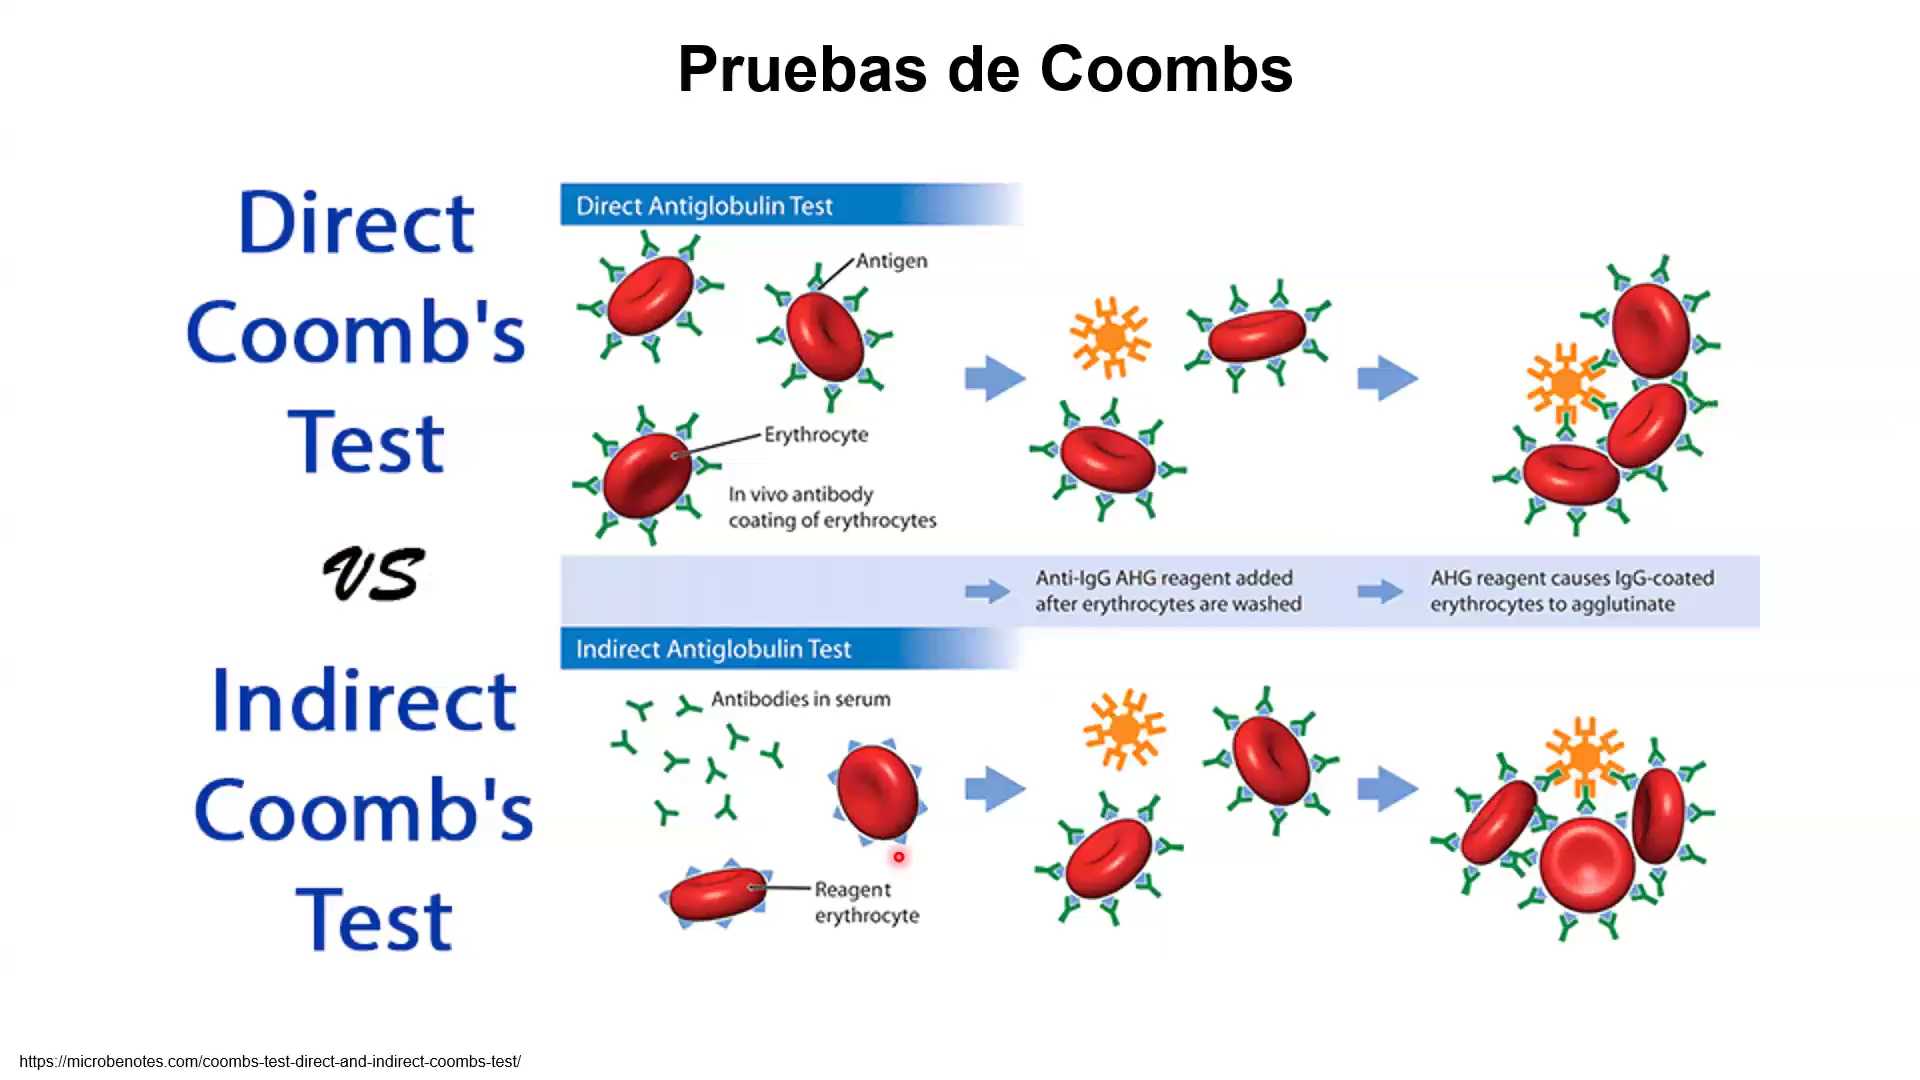 Pruebas de Coombs
Direct
Coomb's
Test
VS
Indirect
Coomb's
Test
Direct Antiglobulin Test
Antigen
Erythrocyte
In vivo antibody
coating of erythrocytes
Anti-IgG AHG reagent added
after erythrocytes are washed
AHG reagent causes IgG-coated
erythrocytes to agglutinate
Indirect Antiglobulin Test
Antibodies in serum
Reagent
erythrocyte
https://microbenotes.com/coombs-test-direct-and-indirect-coombs-test/